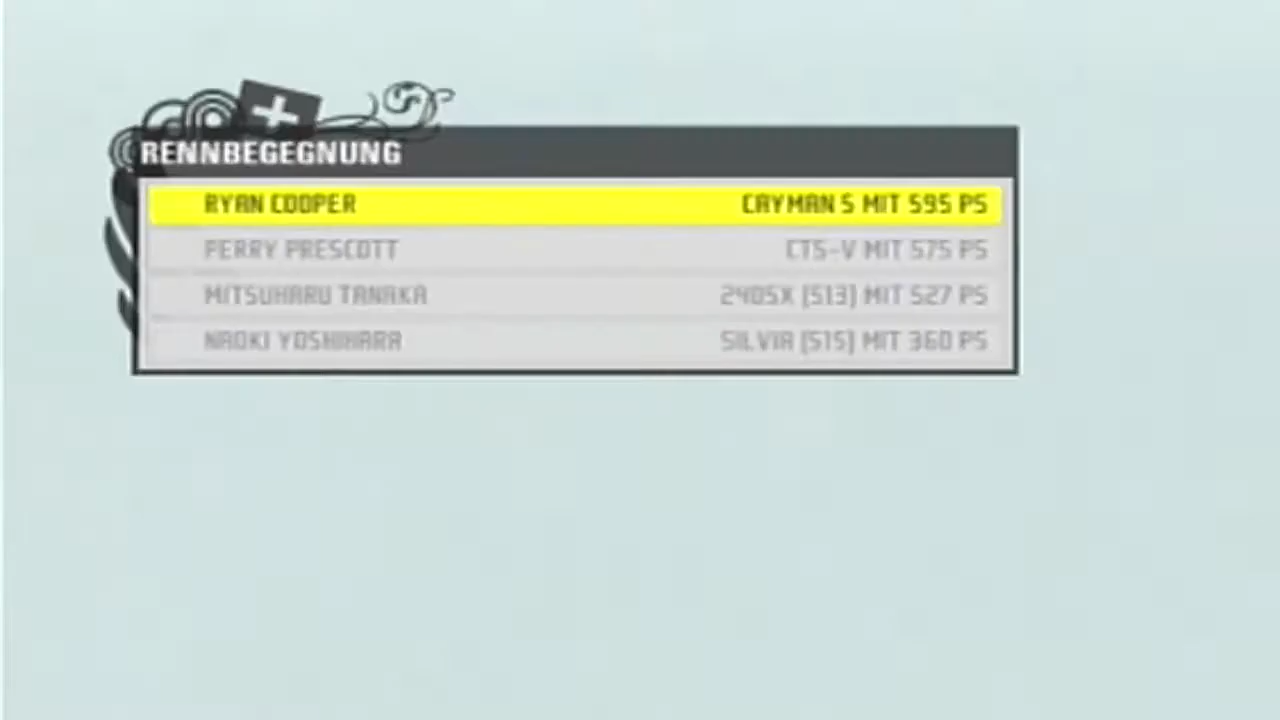 RENNBEGEGNUNG
RYAN COOPER CAYMAN S MIT 595 PS
PERRY PRESCOTT CTS-V MIT 575 PS
MITSUHARU TANAKA 240SX (S13) MIT 527 PS
NAOKI YOSHIHARA SILVIA (S15) MIT 360 PS